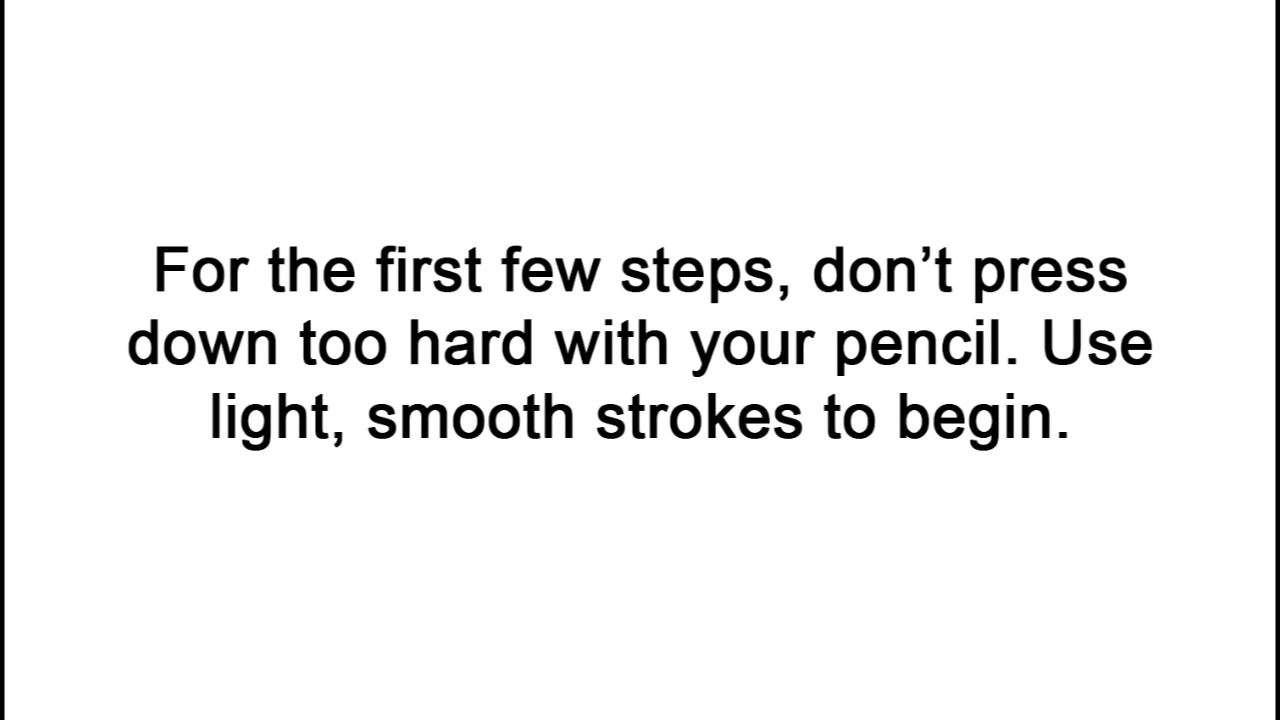 For the first few steps, don’t press
down too hard with your pencil. Use
light, smooth strokes to begin.